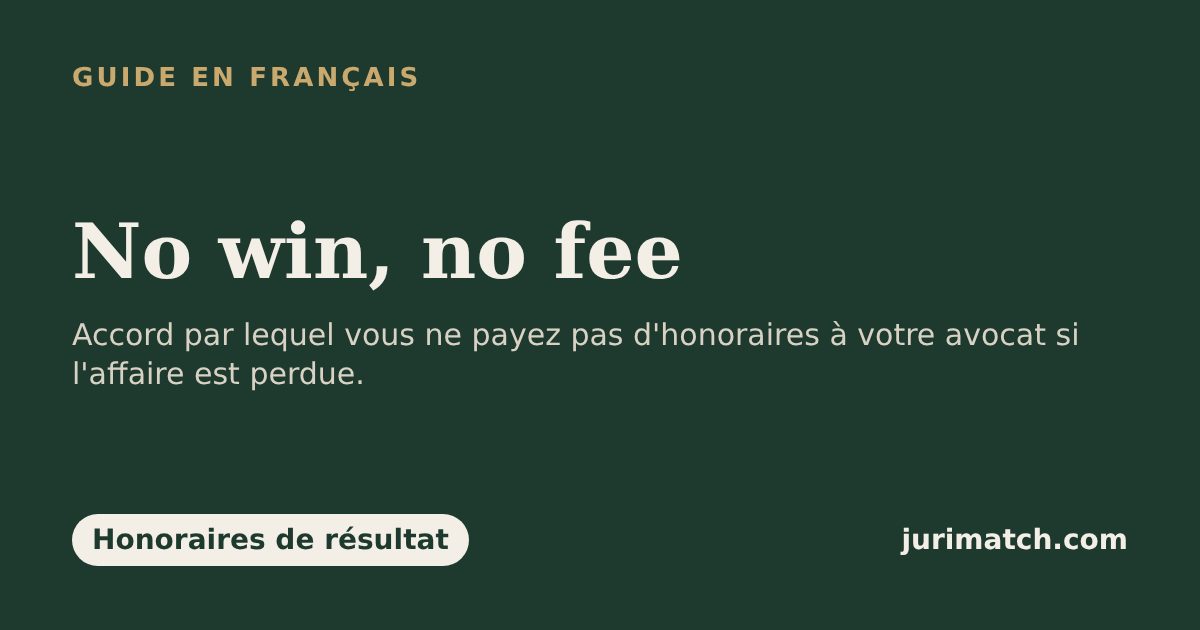 GUIDE EN FRANÇAIS
No win, no fee
Accord par lequel vous ne payez pas d'honoraires à votre avocat si
l'affaire est perdue.
Honoraires de résultat
jurimatch.com